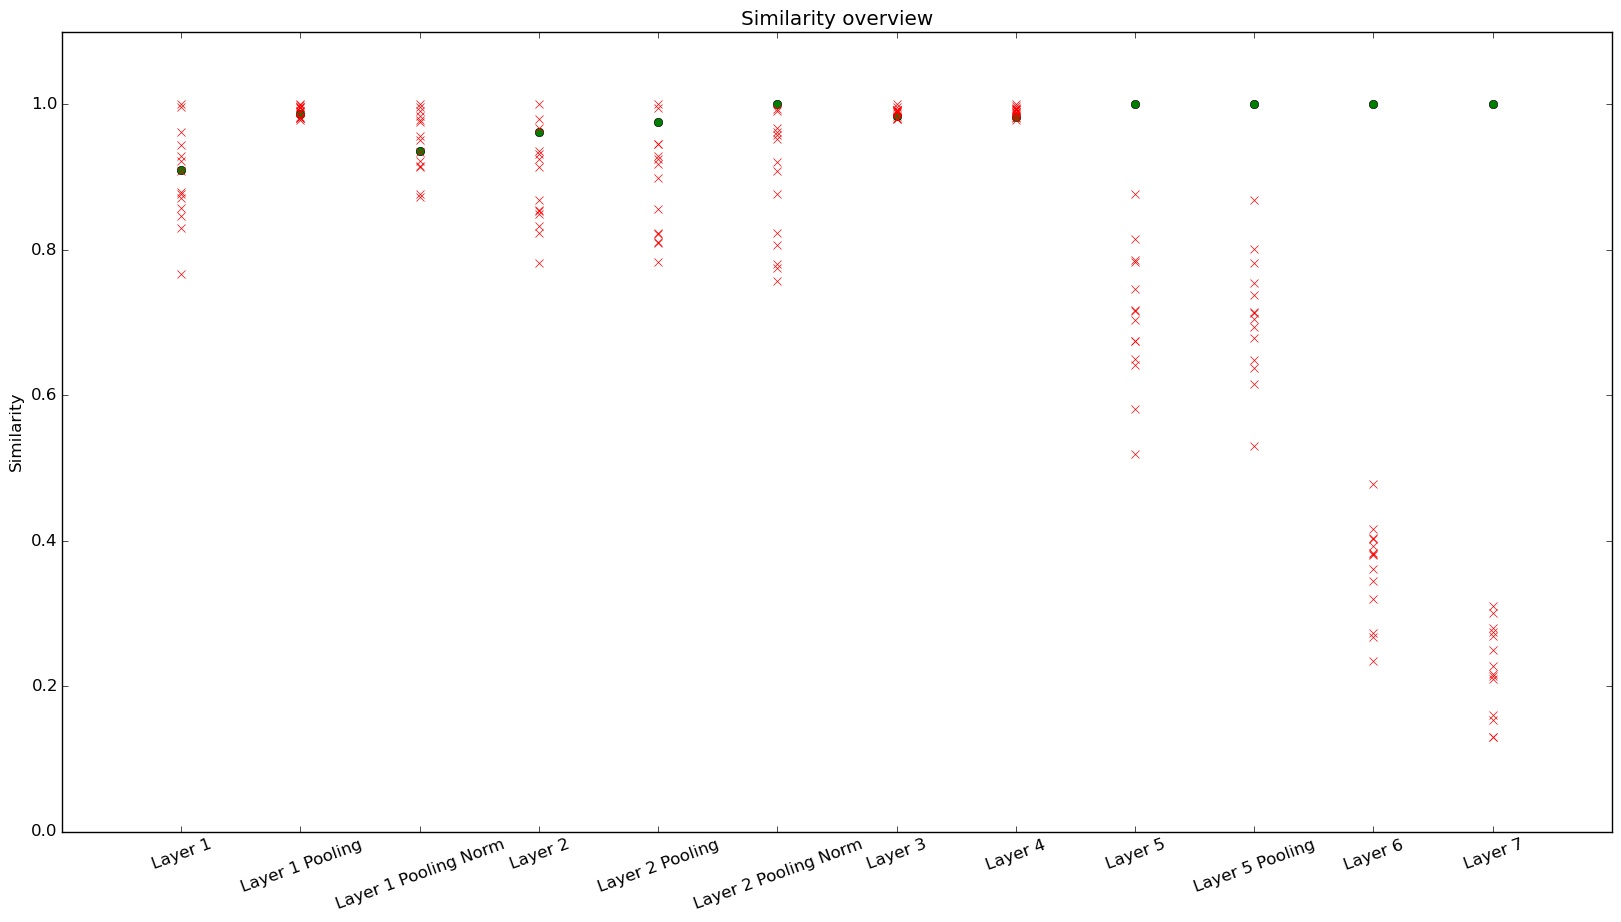 Similarity overview
1.0
0.8
0.6
0.4
0.2
0.0
Similarity
Layer 1
Layer 1 Pooling
Layer 1 Pooling Norm
Layer 2
Layer 2 Pooling
Layer 2 Pooling Norm
Layer 3
Layer 4
Layer 5
Layer 5 Pooling
Layer 6
Layer 7